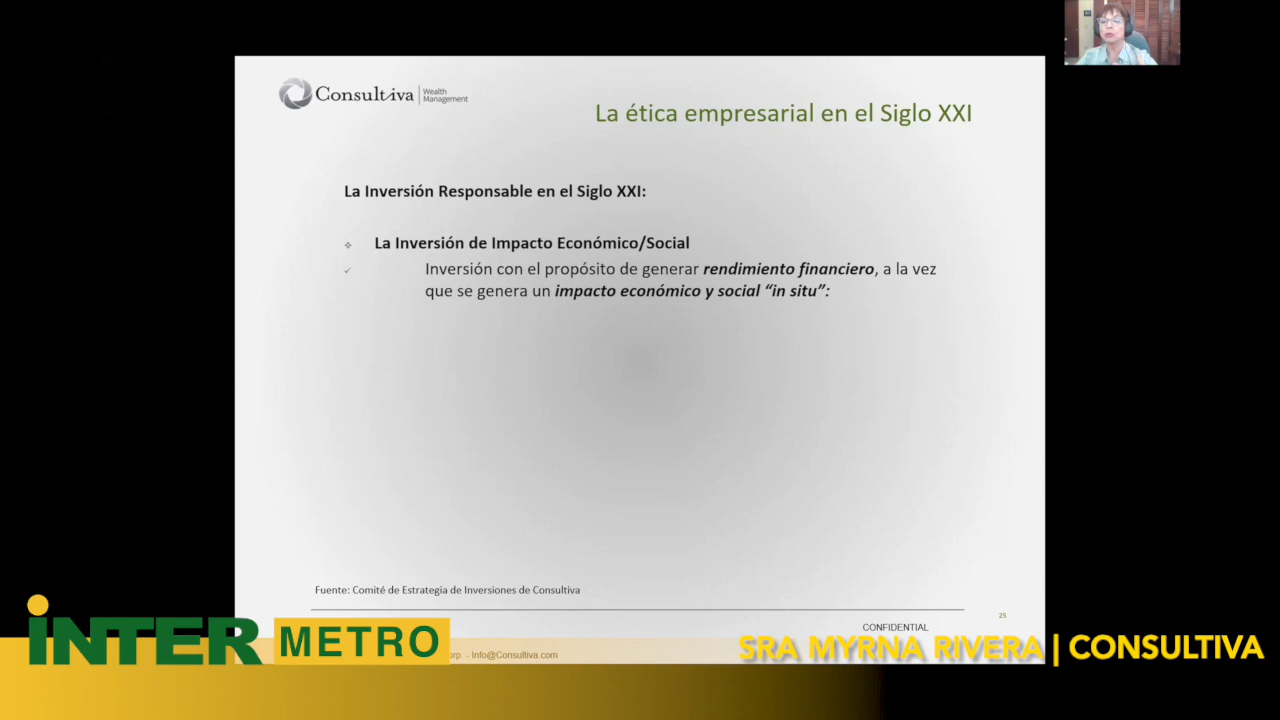 Consultiva Wealth Management
La ética empresarial en el Siglo XXI
La Inversión Responsable en el Siglo XXI:
La Inversión de Impacto Económico/Social
Inversión con el propósito de generar rendimiento financiero, a la vez
que se genera un impacto económico y social “in situ”:
Fuente: Comité de Estrategia de Inversiones de Consultiva
25
CONFIDENTIAL
INTER METRO
orp. - Info@Consultiva.com
SRA MYRNA RIVERA | CONSULTIVA